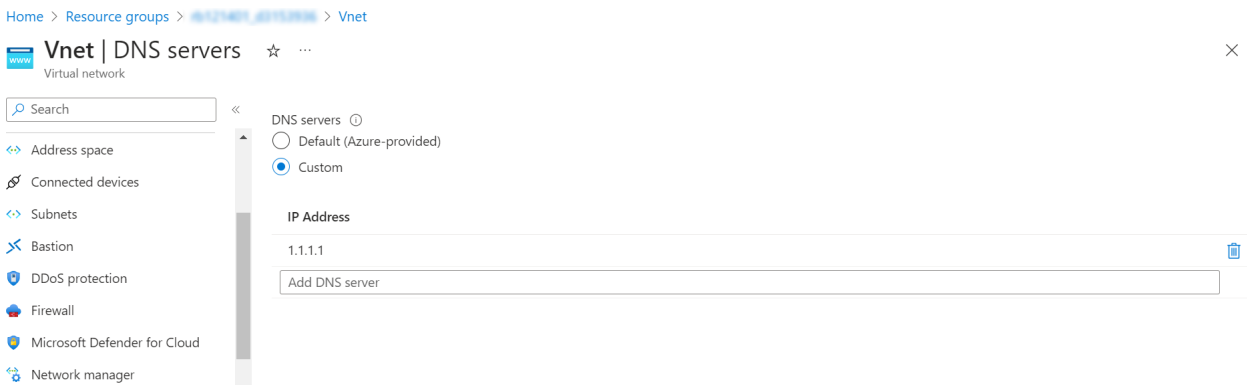 Home > Resource groups > > Vnet
Vnet | DNS servers
Virtual network
www
Search
Address space
Connected devices
Subnets
Bastion
DDoS protection
Firewall
Microsoft Defender for Cloud
Network manager
DNS servers
Default (Azure-provided)
Custom
IP Address
1.1.1.1
Add DNS server